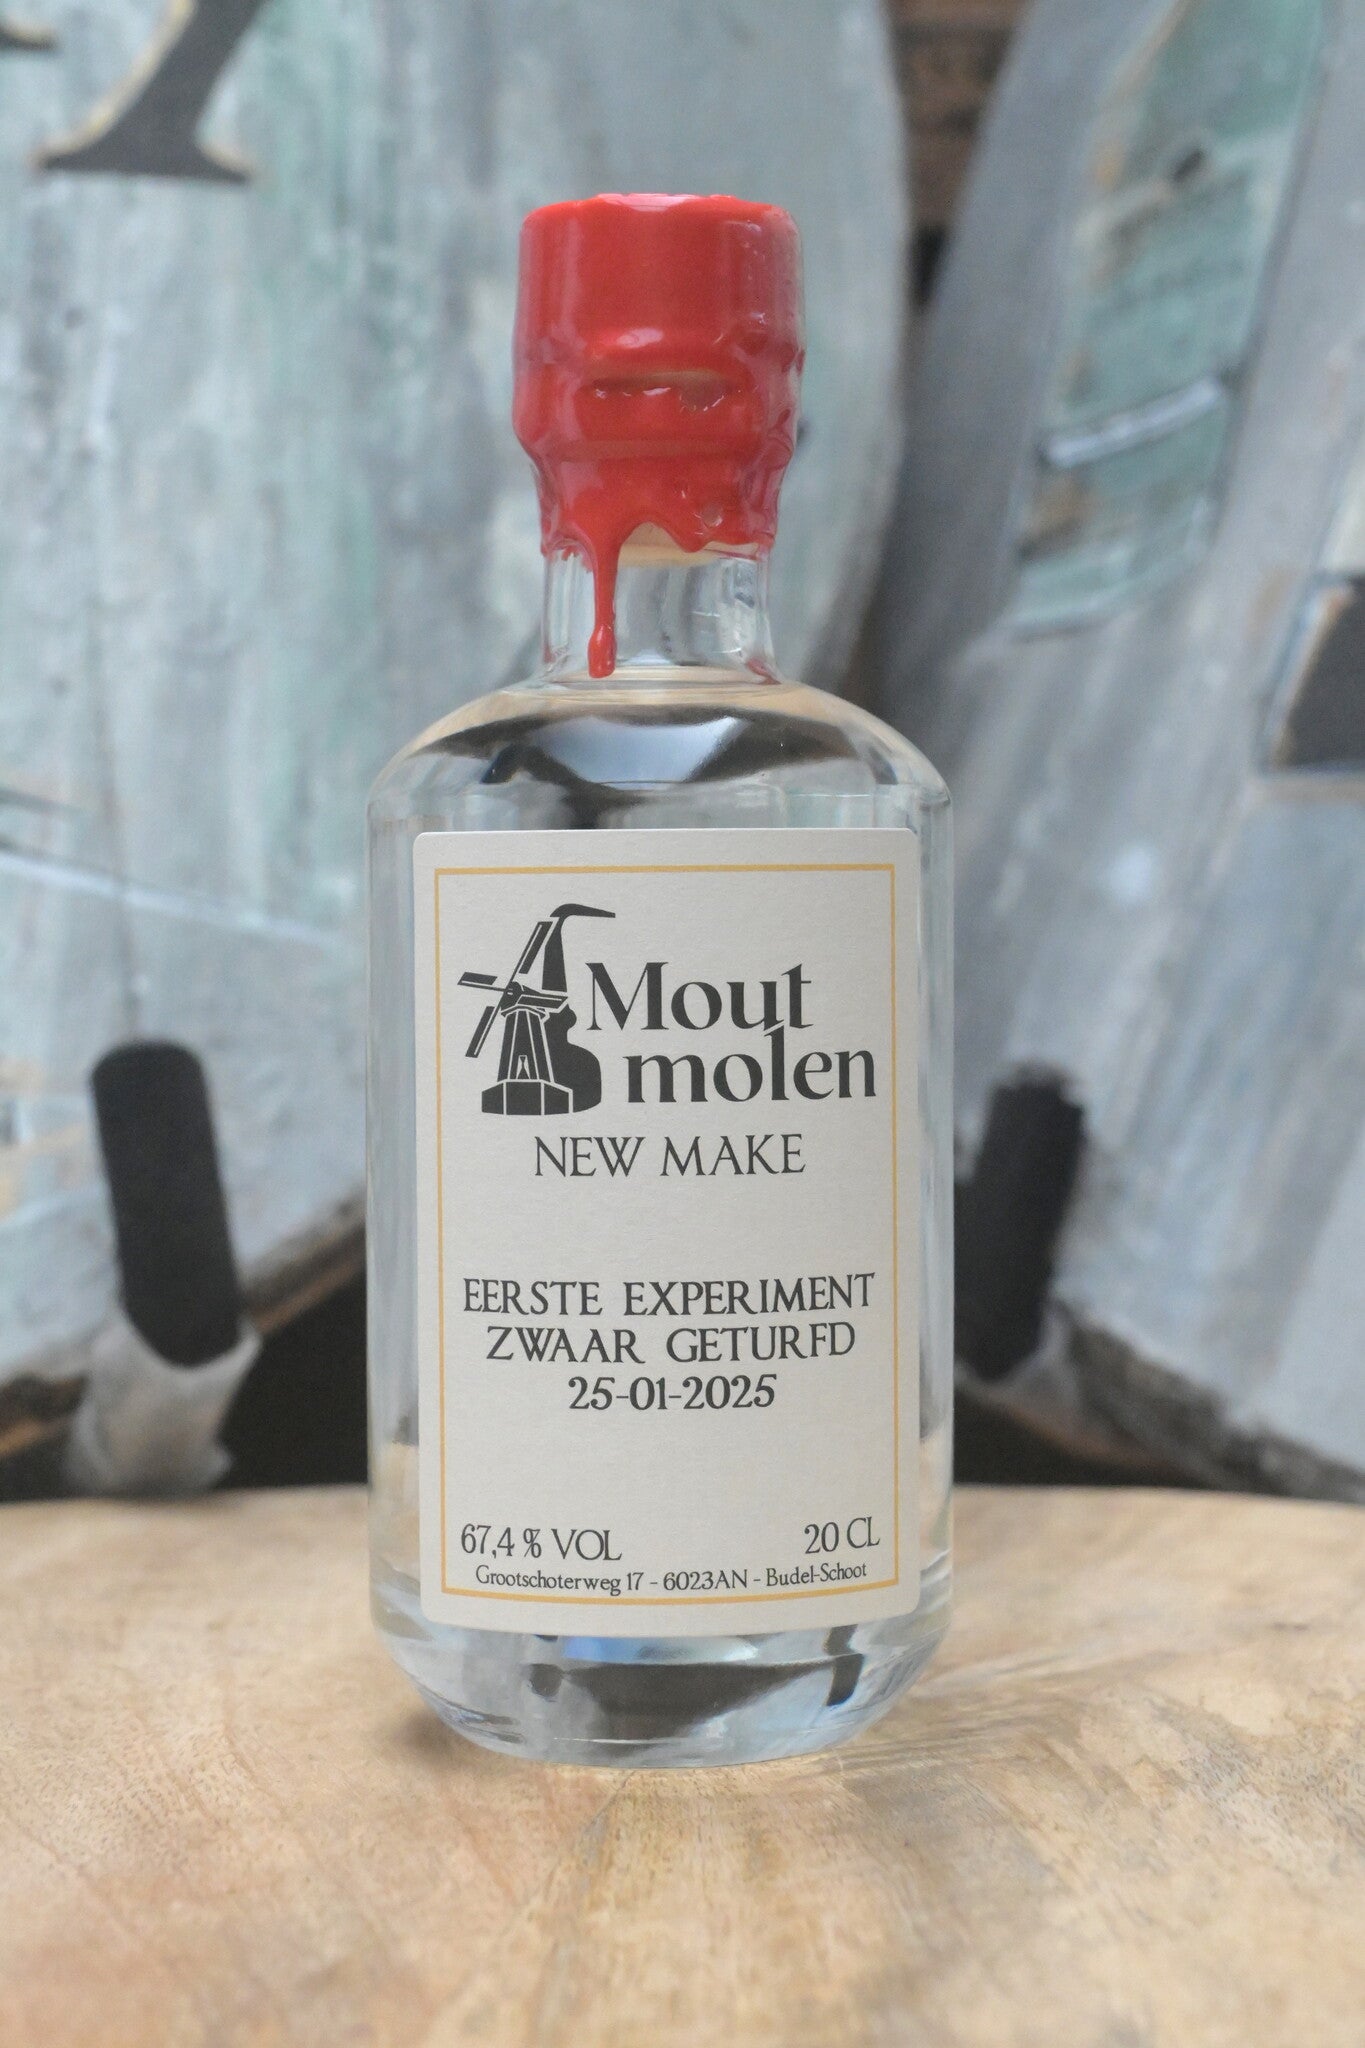 Mout
molen
NEW MAKE
EERSTE EXPERIMENT
ZWAAR GETURFD
25-01-2025
67,4 % VOL 20 CL
Grootschoterweg 17 - 6023AN - Budel-Schoot